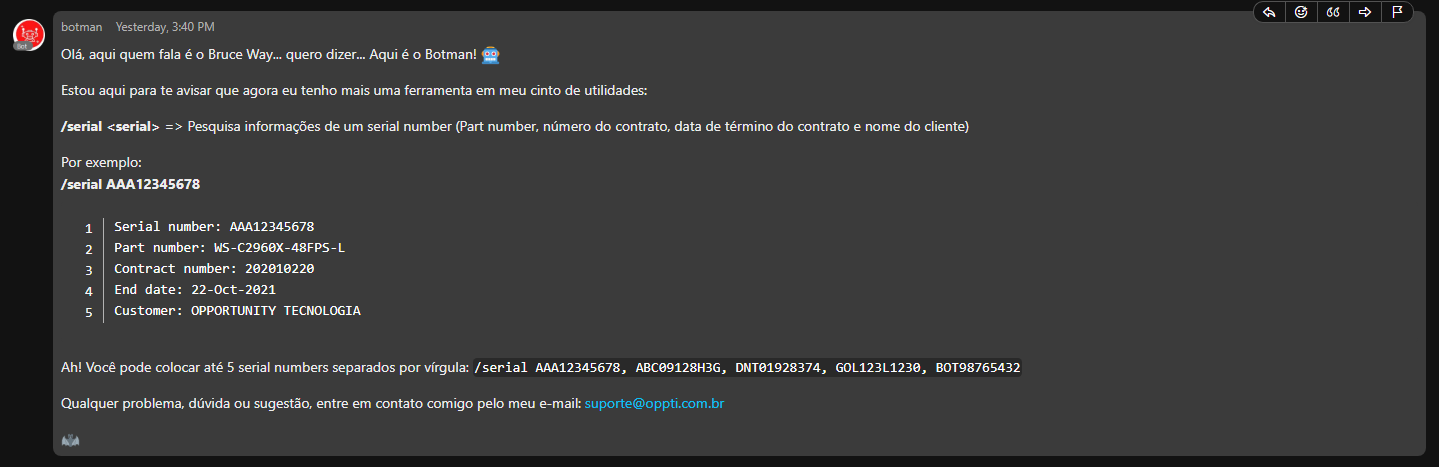 botman Yesterday, 3:40 PM
Bot
Olá, aqui quem fala é o Bruce Way... quero dizer... Aqui é o Botman! 🤖
Estou aqui para te avisar que agora eu tenho mais uma ferramenta em meu cinto de utilidades:
/serial <serial> => Pesquisa informações de um serial number (Part number, número do contrato, data de término do contrato e nome do cliente)
Por exemplo:
/serial AAA12345678
1 Serial number: AAA12345678
2 Part number: WS-C2960X-48FPS-L
3 Contract number: 202010220
4 End date: 22-Oct-2021
5 Customer: OPPORTUNITY TECNOLOGIA
Ah! Você pode colocar até 5 serial numbers separados por vírgula: /serial AAA12345678, ABC09128H3G, DNT01928374, GOL123L1230, BOT98765432
Qualquer problema, dúvida ou sugestão, entre em contato comigo pelo meu e-mail: suporte@oppti.com.br
🦇